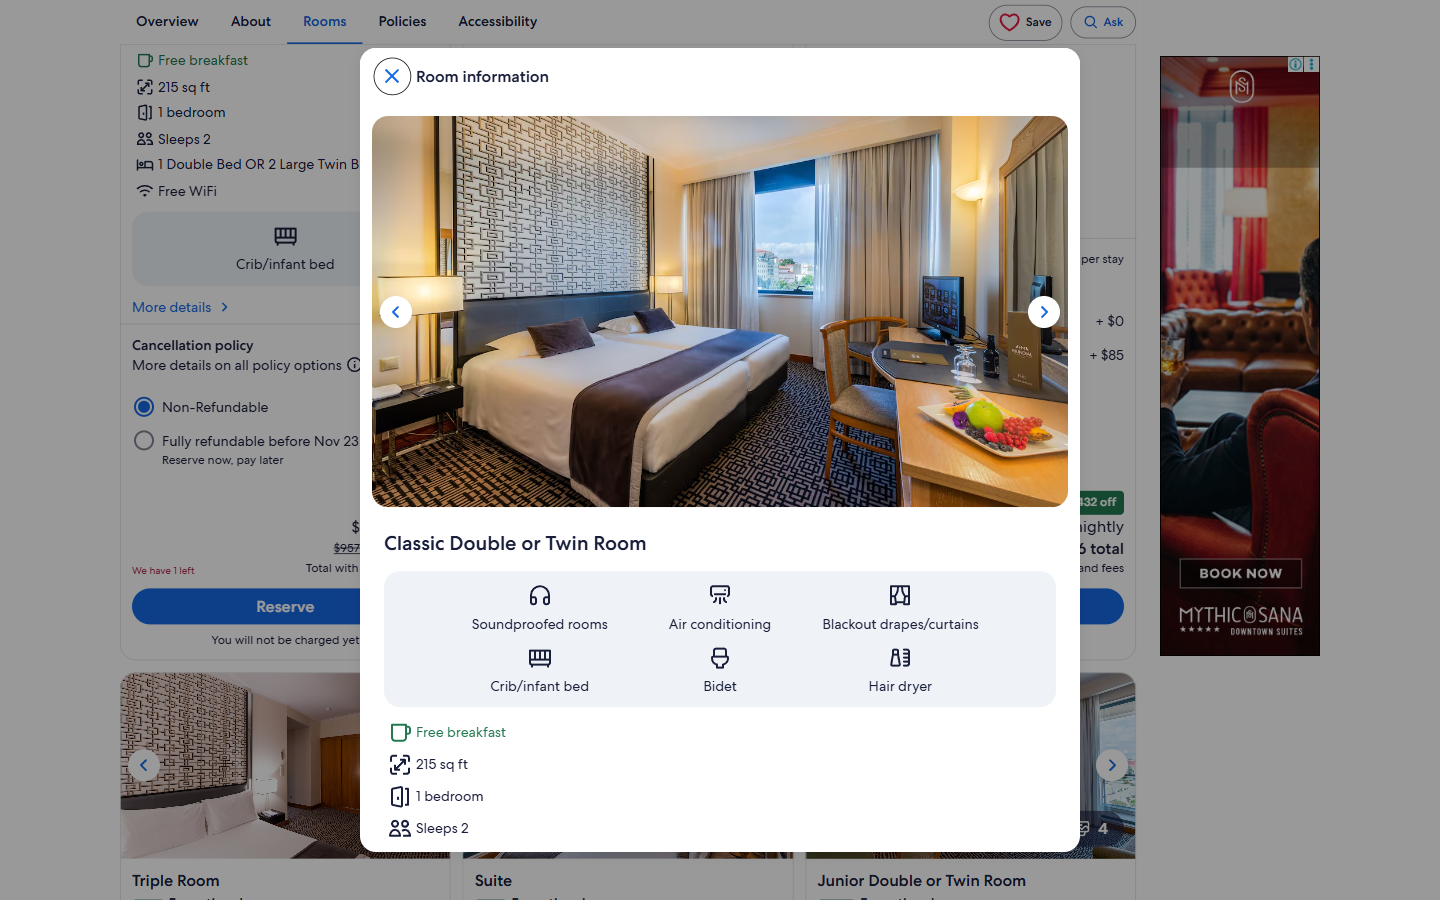 Overview
About
Rooms
Policies
Accessibility
Save
Ask
Free breakfast
215 sq ft
1 bedroom
Sleeps 2
1 Double Bed OR 2 Large Twin B
Free WiFi
Crib/infant bed
More details
Cancellation policy
More details on all policy options
Non-Refundable
Fully refundable before Nov 23
Reserve now, pay later
$
$957
We have 1 left
Total with
Reserve
You will not be charged yet
Room information
Classic Double or Twin Room
Soundproofed rooms
Air conditioning
Blackout drapes/curtains
Crib/infant bed
Bidet
Hair dryer
Free breakfast
215 sq ft
1 bedroom
Sleeps 2
per stay
+ $0
+ $85
432 off
nightly
6 total
and fees
4
Triple Room
Suite
Junior Double or Twin Room
BOOK NOW
MYTHIC SANA
DOWNTOWN SUITES